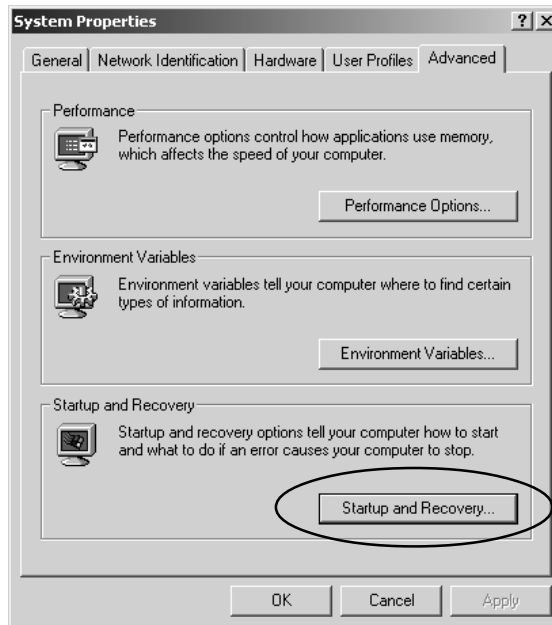 System Properties
? X
General Network Identification Hardware User Profiles Advanced
Performance
Performance options control how applications use memory,
which affects the speed of your computer.
Performance Options...
Environment Variables
Environment variables tell your computer where to find certain
types of information.
Environment Variables...
Startup and Recovery
Startup and recovery options tell your computer how to start
and what to do if an error causes your computer to stop.
Startup and Recovery...
OK Cancel Apply